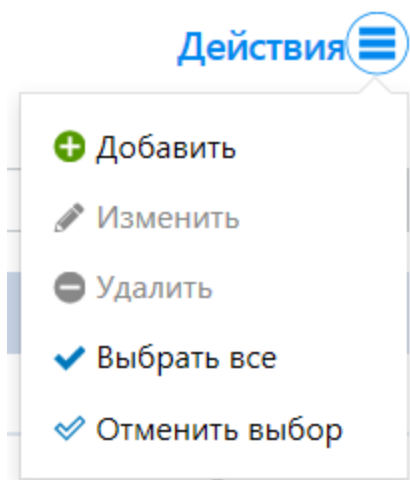 Действия
Добавить
Изменить
Удалить
Выбрать все
Отменить выбор